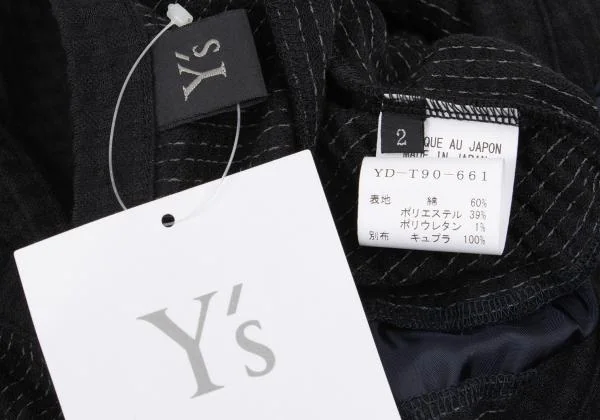 Y's
2
QUE AU JAPON
MADE IN JAPAN
YD-T90-661
表地 綿 60%
ポリエステル 39%
ポリウレタン 1%
別布 キュプラ 100%
Y's